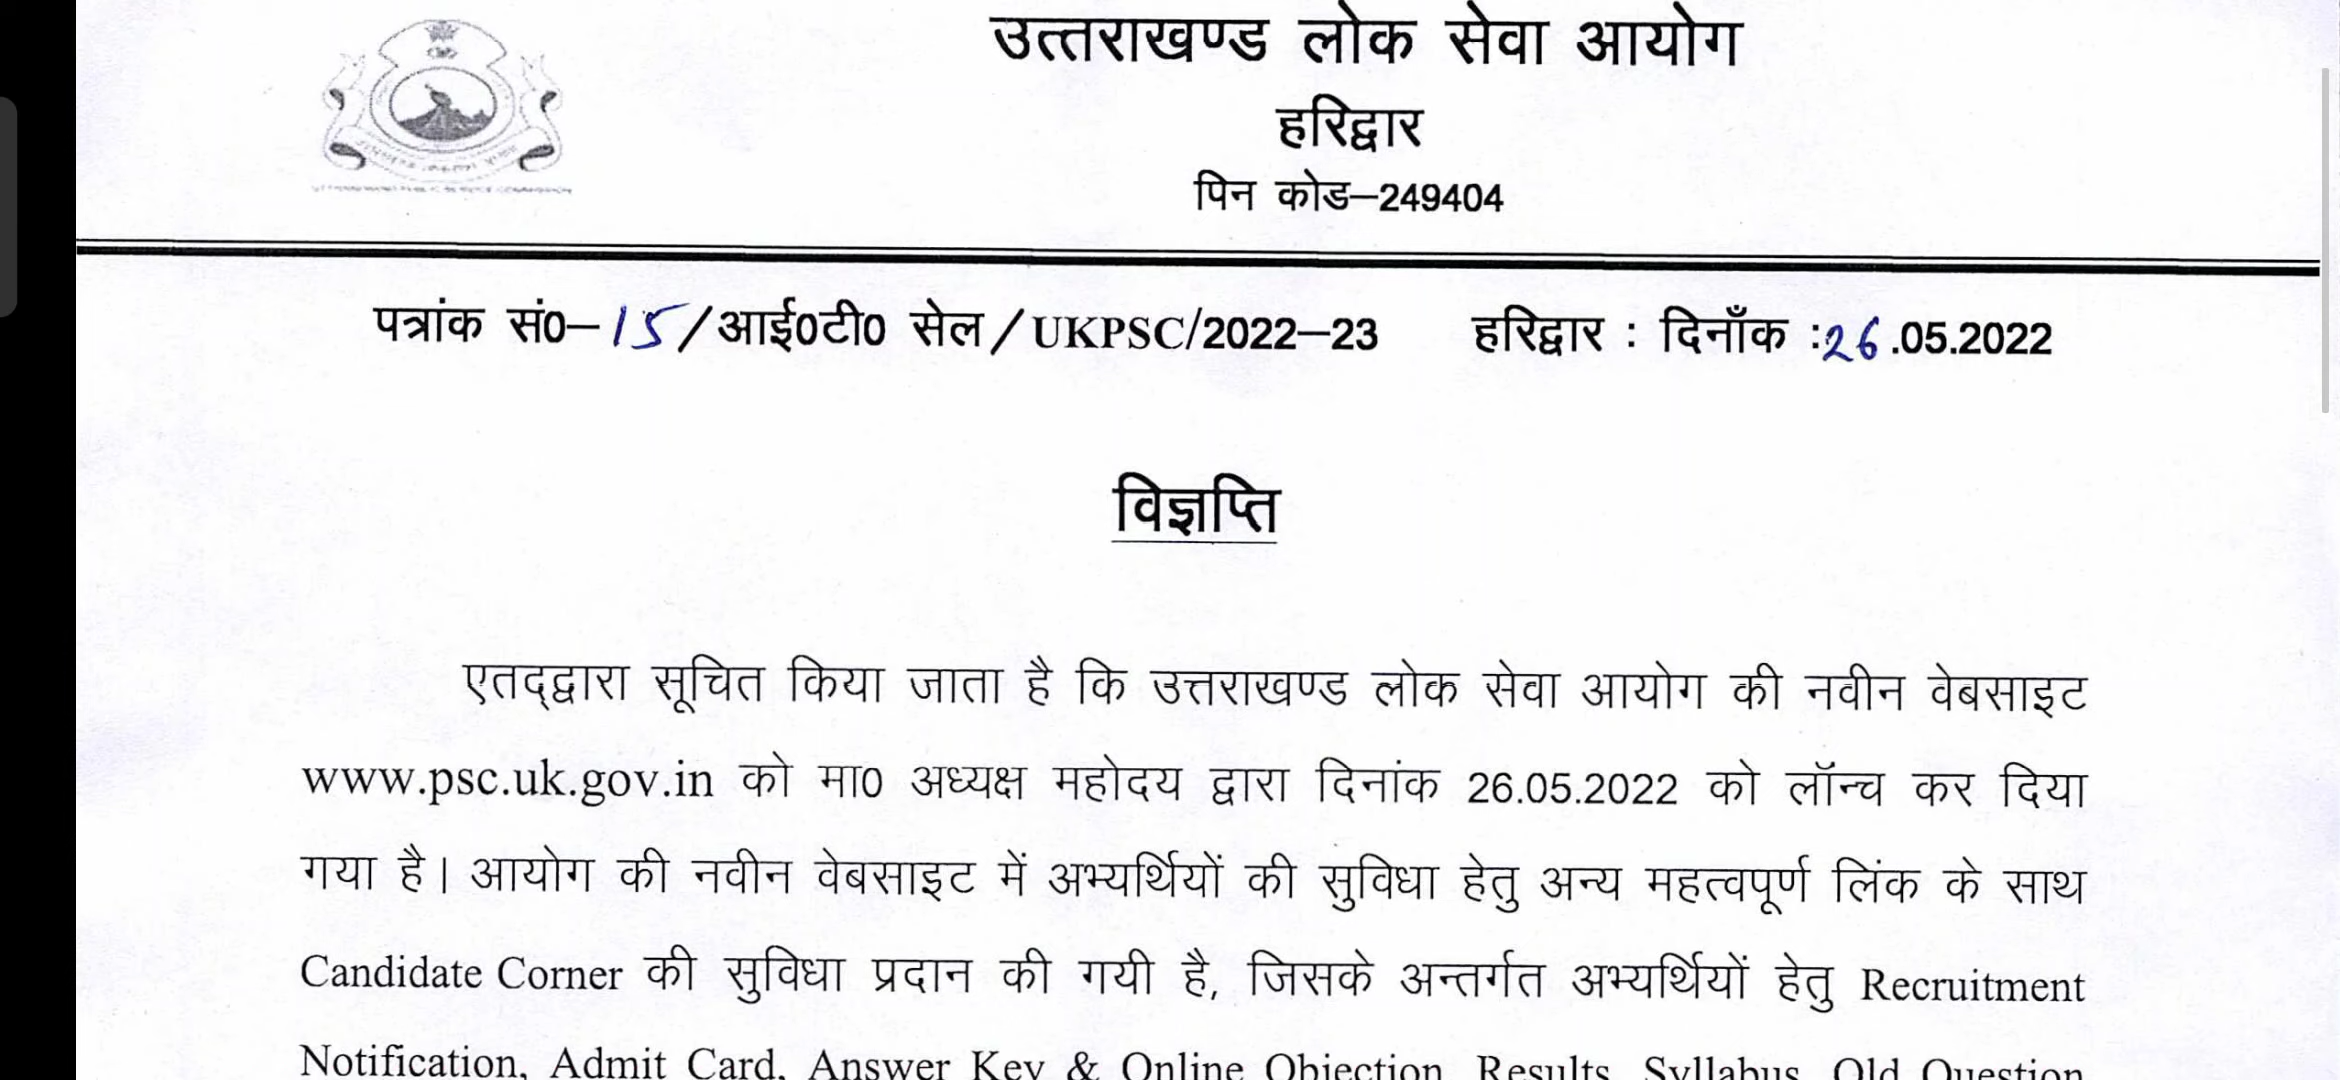 उत्तराखण्ड लोक सेवा आयोग
हरिद्वार
पिन कोड–249404
पत्रांक सं0–15/आई0टी0 सेल/UKPSC/2022–23 हरिद्वार : दिनाँक :26.05.2022
विज्ञप्ति
एतद्द्वारा सूचित किया जाता है कि उत्तराखण्ड लोक सेवा आयोग की नवीन वेबसाइट
www.psc.uk.gov.in को मा0 अध्यक्ष महोदय द्वारा दिनांक 26.05.2022 को लॉन्च कर दिया
गया है। आयोग की नवीन वेबसाइट में अभ्यर्थियों की सुविधा हेतु अन्य महत्वपूर्ण लिंक के साथ
Candidate Corner की सुविधा प्रदान की गयी है, जिसके अन्तर्गत अभ्यर्थियों हेतु Recruitment
Notification, Admit Card, Answer Key & Online Objection, Results, Syllabus, Old Question